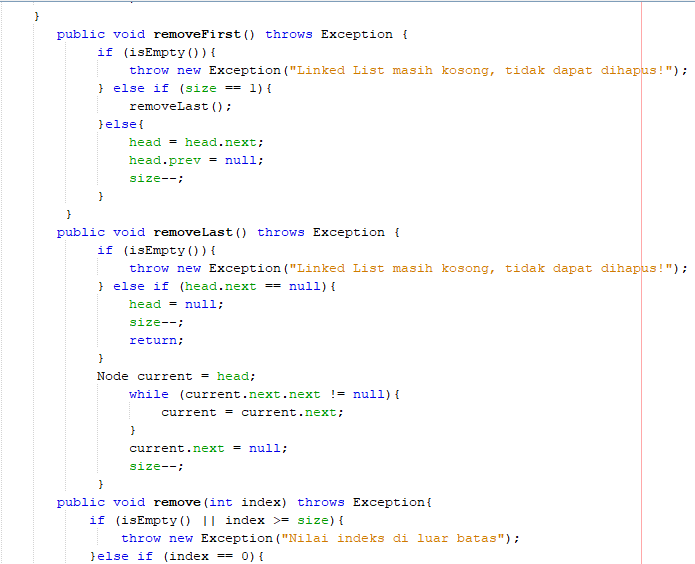 }
public void removeFirst() throws Exception {
if (isEmpty()){
throw new Exception("Linked List masih kosong, tidak dapat dihapus!");
} else if (size == 1){
removeLast();
}else{
head = head.next;
head.prev = null;
size--;
}
}
public void removeLast() throws Exception {
if (isEmpty()){
throw new Exception("Linked List masih kosong, tidak dapat dihapus!");
} else if (head.next == null){
head = null;
size--;
return;
}
Node current = head;
while (current.next.next != null){
current = current.next;
}
current.next = null;
size--;
}
public void remove(int index) throws Exception{
if (isEmpty() || index >= size){
throw new Exception("Nilai indeks di luar batas");
}else if (index == 0){